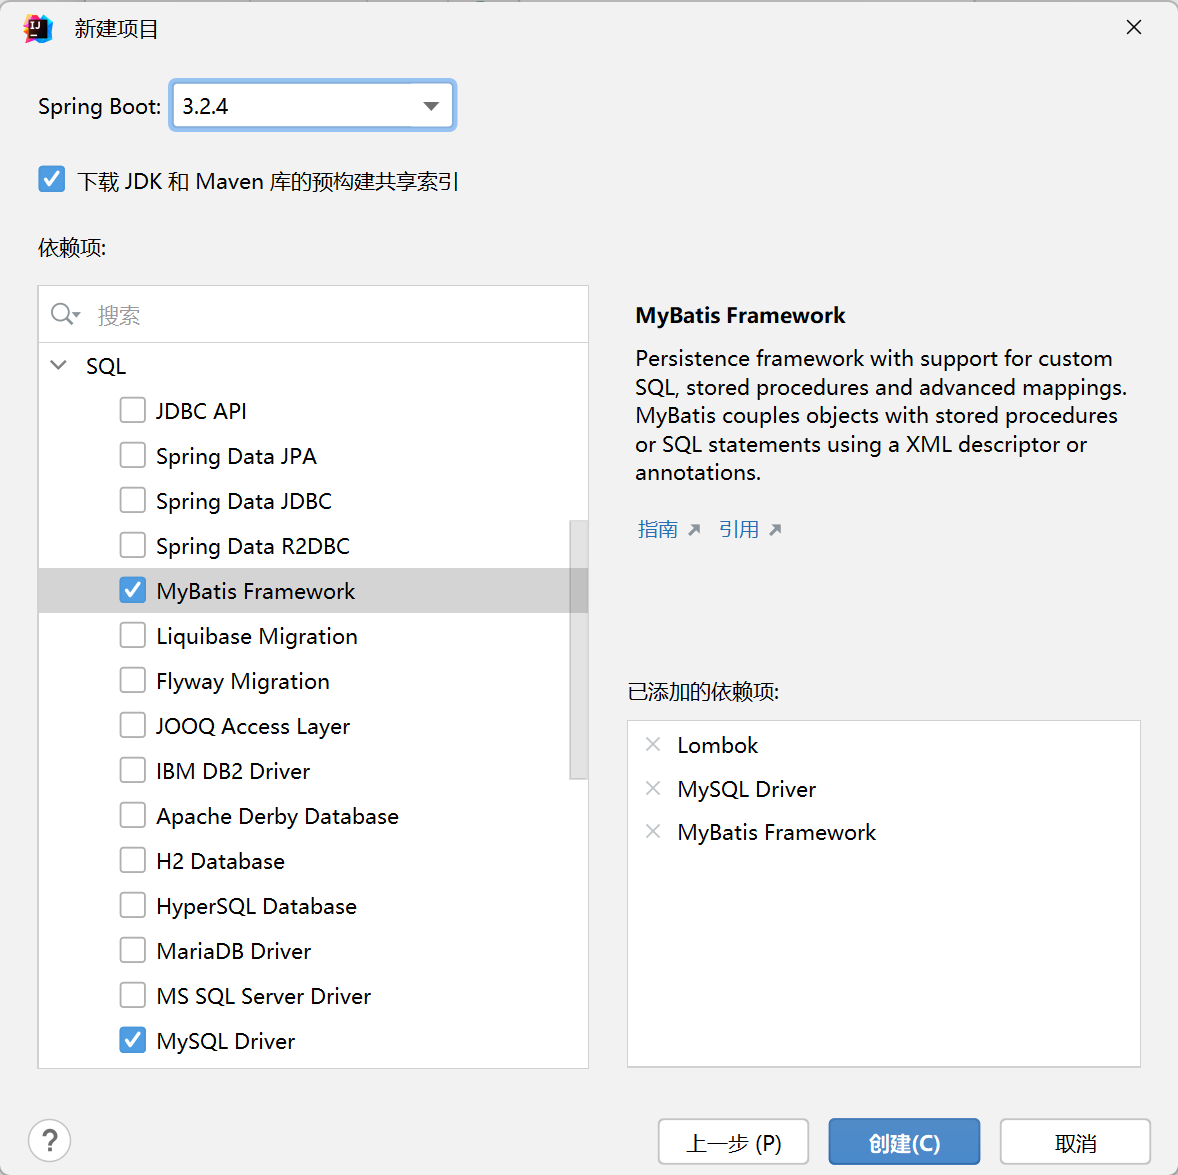 新建项目
Spring Boot: 3.2.4
下载 JDK 和 Maven 库的预构建共享索引
依赖项:
搜索
SQL
JDBC API
Spring Data JPA
Spring Data JDBC
Spring Data R2DBC
MyBatis Framework
Liquibase Migration
Flyway Migration
JOOQ Access Layer
IBM DB2 Driver
Apache Derby Database
H2 Database
HyperSQL Database
MariaDB Driver
MS SQL Server Driver
MySQL Driver
MyBatis Framework
Persistence framework with support for custom
SQL, stored procedures and advanced mappings.
MyBatis couples objects with stored procedures
or SQL statements using a XML descriptor or
annotations.
指南 引用
已添加的依赖项:
Lombok
MySQL Driver
MyBatis Framework
? 上一步 (P) 创建(C) 取消